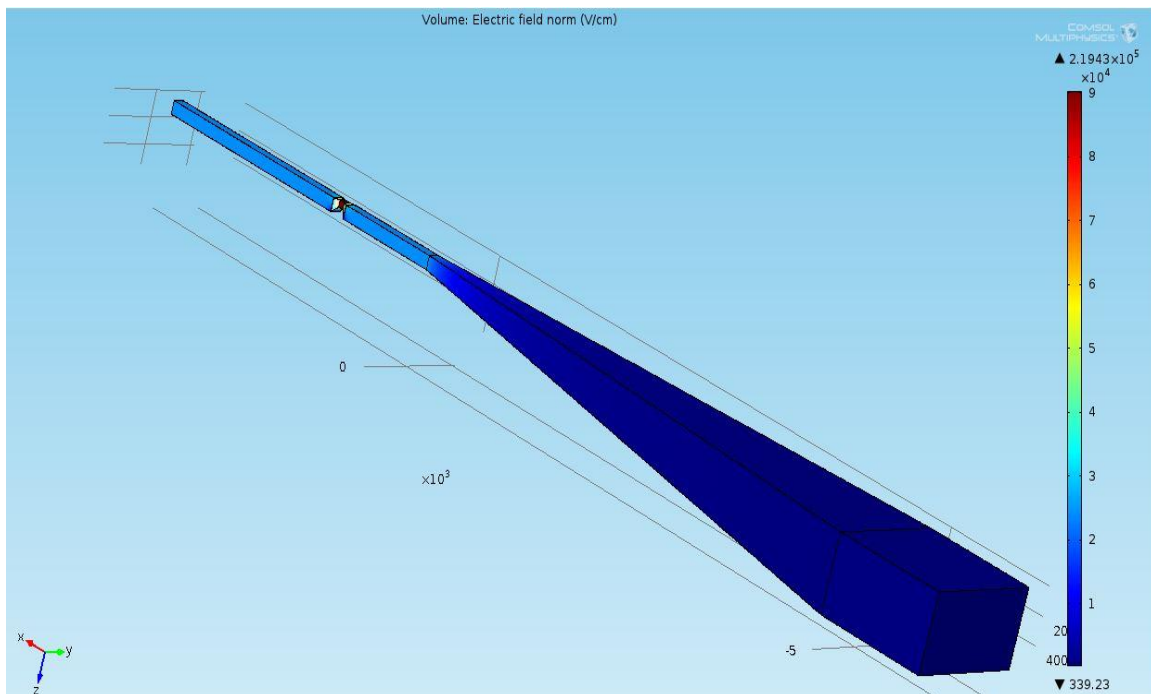 Volume: Electric field norm (V/cm)
COMSOL
MULTIPHYSICS
▲ 2.1943×10⁵
×10⁴
9
8
7
6
5
4
3
2
1
▼ 339.23
0
×10³
-5
20
400
x
y
z